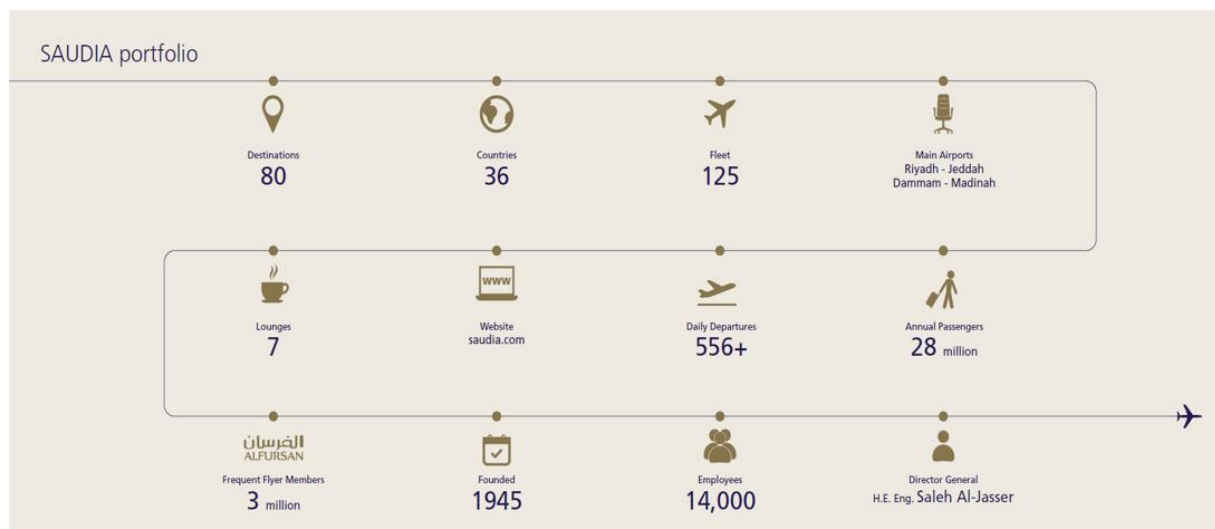 SAUDIA portfolio
Destinations
80
Countries
36
Fleet
125
Main Airports
Riyadh - Jeddah
Dammam - Madinah
Lounges
7
www
Website
saudia.com
Daily Departures
556+
Annual Passengers
28 million
الفرسان
ALFURSAN
Frequent Flyer Members
3 million
Founded
1945
Employees
14,000
Director General
H.E. Eng. Saleh Al-Jasser